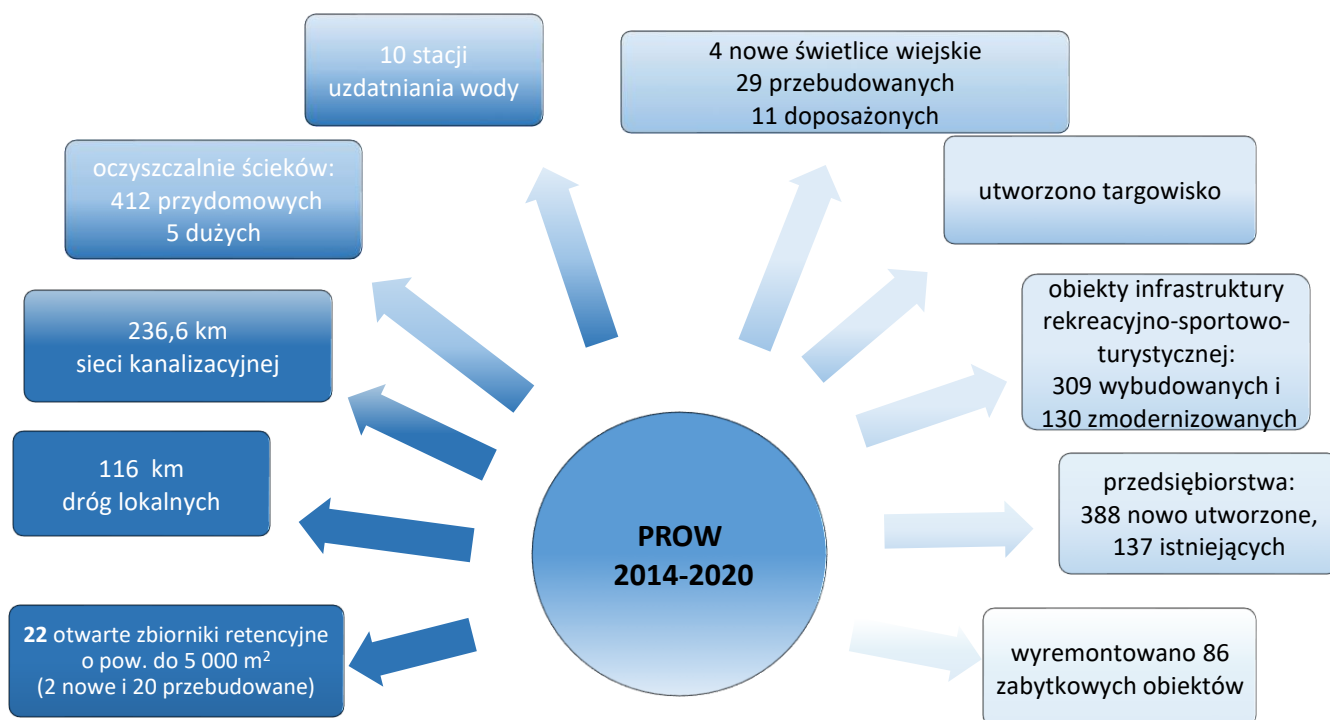 10 stacji
uzdatniania wody
4 nowe świetlice wiejskie
29 przebudowanych
11 doposażonych
oczyszczalnie ścieków:
412 przydomowych
5 dużych
utworzono targowisko
236,6 km
sieci kanalizacyjnej
obiekty infrastruktury
rekreacyjno-sportowo-
turystycznej:
309 wybudowanych i
130 zmodernizowanych
116 km
dróg lokalnych
przedsiębiorstwa:
388 nowo utworzone,
137 istniejących
PROW
2014-2020
22 otwarte zbiorniki retencyjne
o pow. do 5 000 m²
(2 nowe i 20 przebudowane)
wyremontowano 86
zabytkowych obiektów